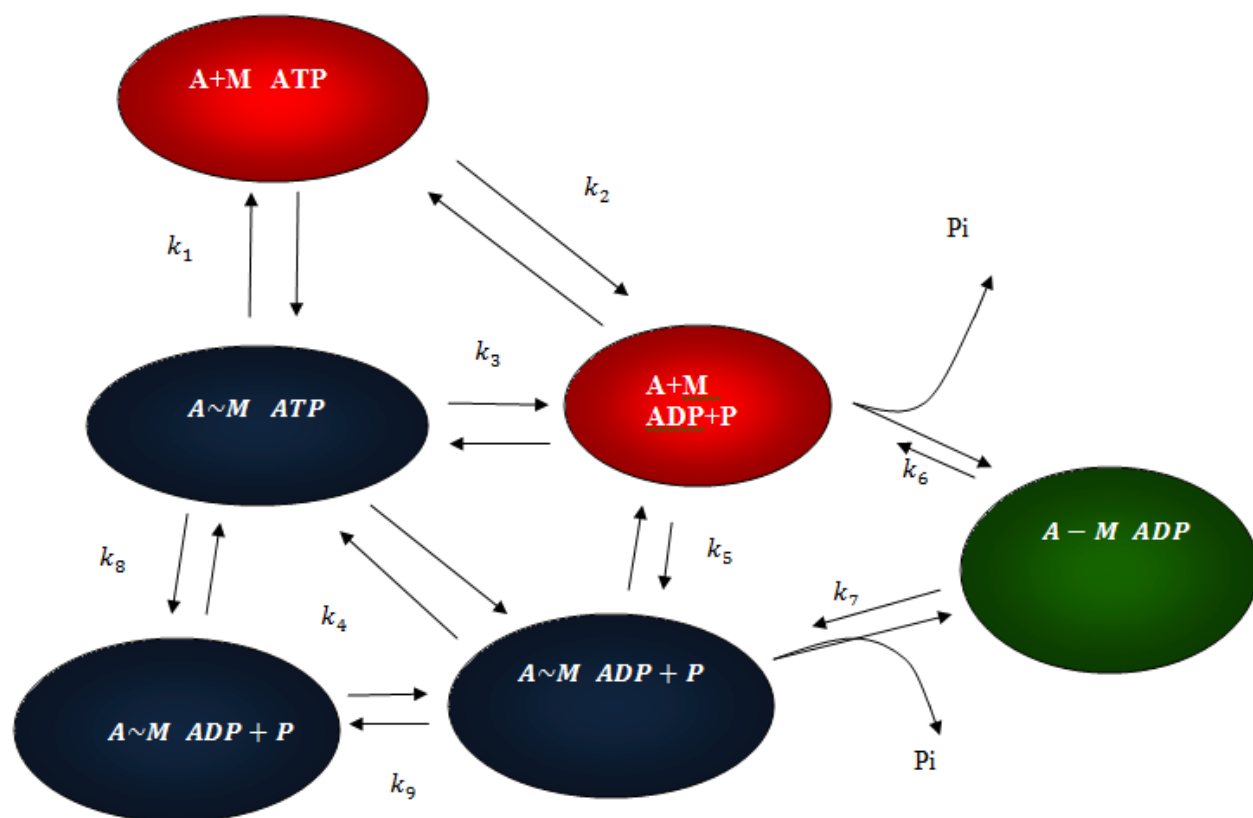 A+M ATP
k₂
k₁
Pi
k₃
A~M ATP
A+M
ADP+P
k₆
A − M ADP
k₈
k₅
k₇
k₄
A~M ADP + P
A~M ADP + P
Pi
k₉